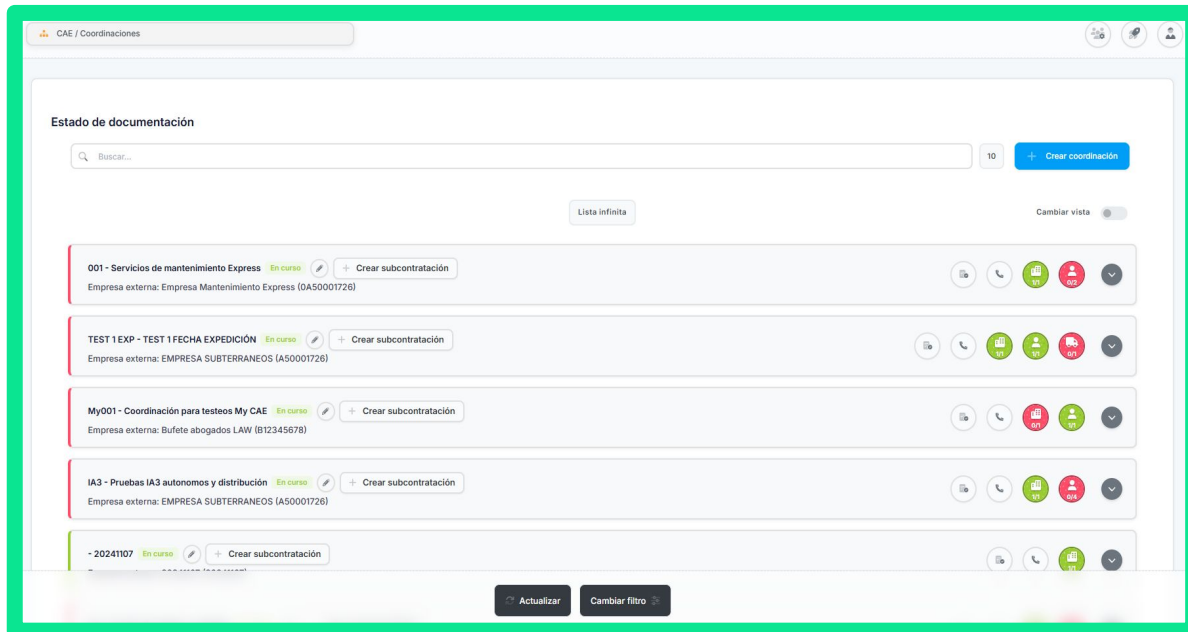 CAE / Coordinaciones
Estado de documentación
Buscar...
10
+ Crear coordinación
Lista infinita
Cambiar vista
001 - Servicios de mantenimiento Express En curso + Crear subcontratación
Empresa externa: Empresa Mantenimiento Express (0A50001726)
1/1
0/2
TEST 1 EXP - TEST 1 FECHA EXPEDICIÓN En curso + Crear subcontratación
Empresa externa: EMPRESA SUBTERRANEOS (A50001726)
1/1
1/1
0/1
My001 - Coordinación para testeos My CAE En curso + Crear subcontratación
Empresa externa: Bufete abogados LAW (B12345678)
0/1
1/1
IA3 - Pruebas IA3 autonomos y distribución En curso + Crear subcontratación
Empresa externa: EMPRESA SUBTERRANEOS (A50001726)
1/1
0/4
- 20241107 En curso + Crear subcontratación
1/1
Actualizar
Cambiar filtro